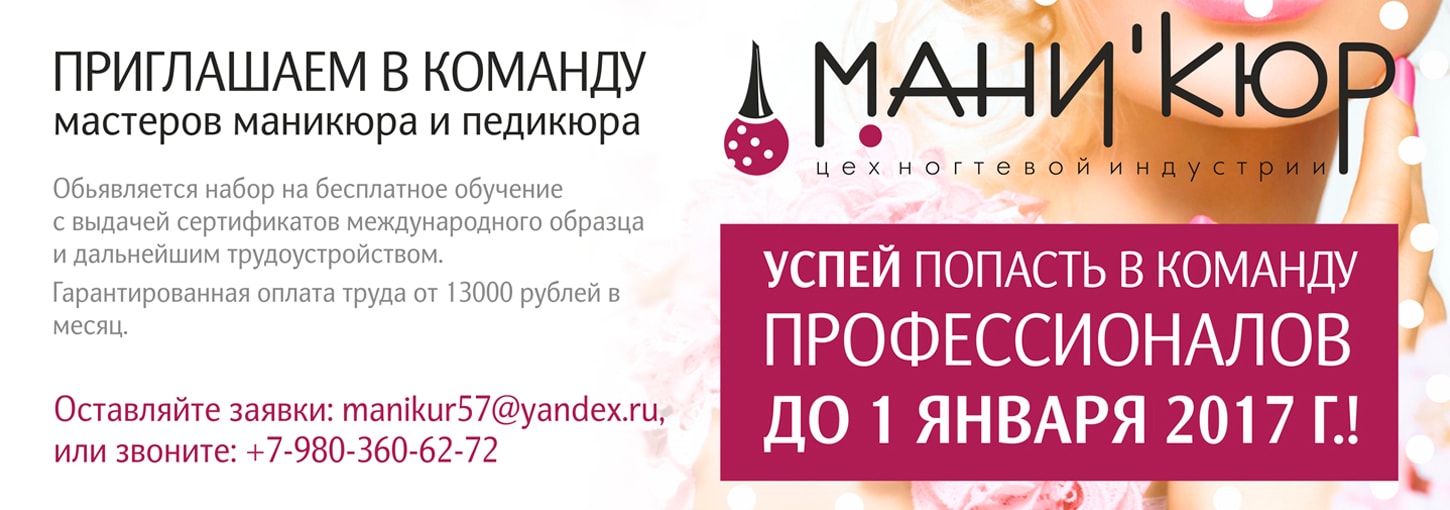 ПРИГЛАШАЕМ В КОМАНДУ
мастеров маникюра и педикюра
Обьявляется набор на бесплатное обучение
с выдачей сертификатов международного образца
и дальнейшим трудоустройством.
Гарантированная оплата труда от 13000 рублей в
месяц.
Оставляйте заявки: manikur57@yandex.ru,
или звоните: +7-980-360-62-72
МАНИ'КЮР
цех ногтевой индустрии
УСПЕЙ ПОПАСТЬ В КОМАНДУ
ПРОФЕССИОНАЛОВ
ДО 1 ЯНВАРЯ 2017 Г.!